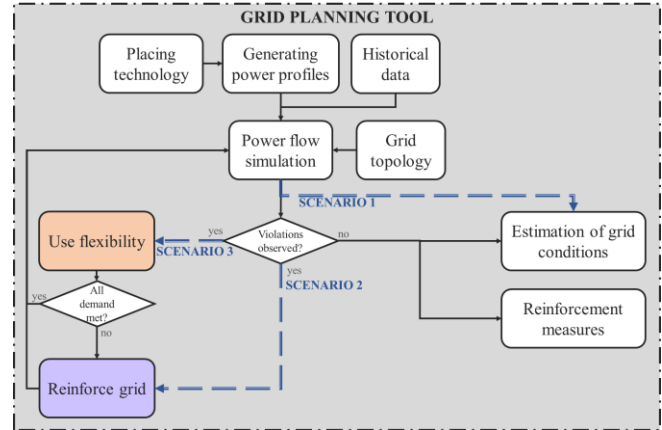 GRID PLANNING TOOL
Placing
technology
Generating
power profiles
Historical
data
Power flow
simulation
Grid
topology
SCENARIO 1
Use flexibility
yes
SCENARIO 3
Violations
observed?
no
Estimation of grid
conditions
yes
SCENARIO 2
yes
All
demand
met?
no
Reinforcement
measures
Reinforce grid